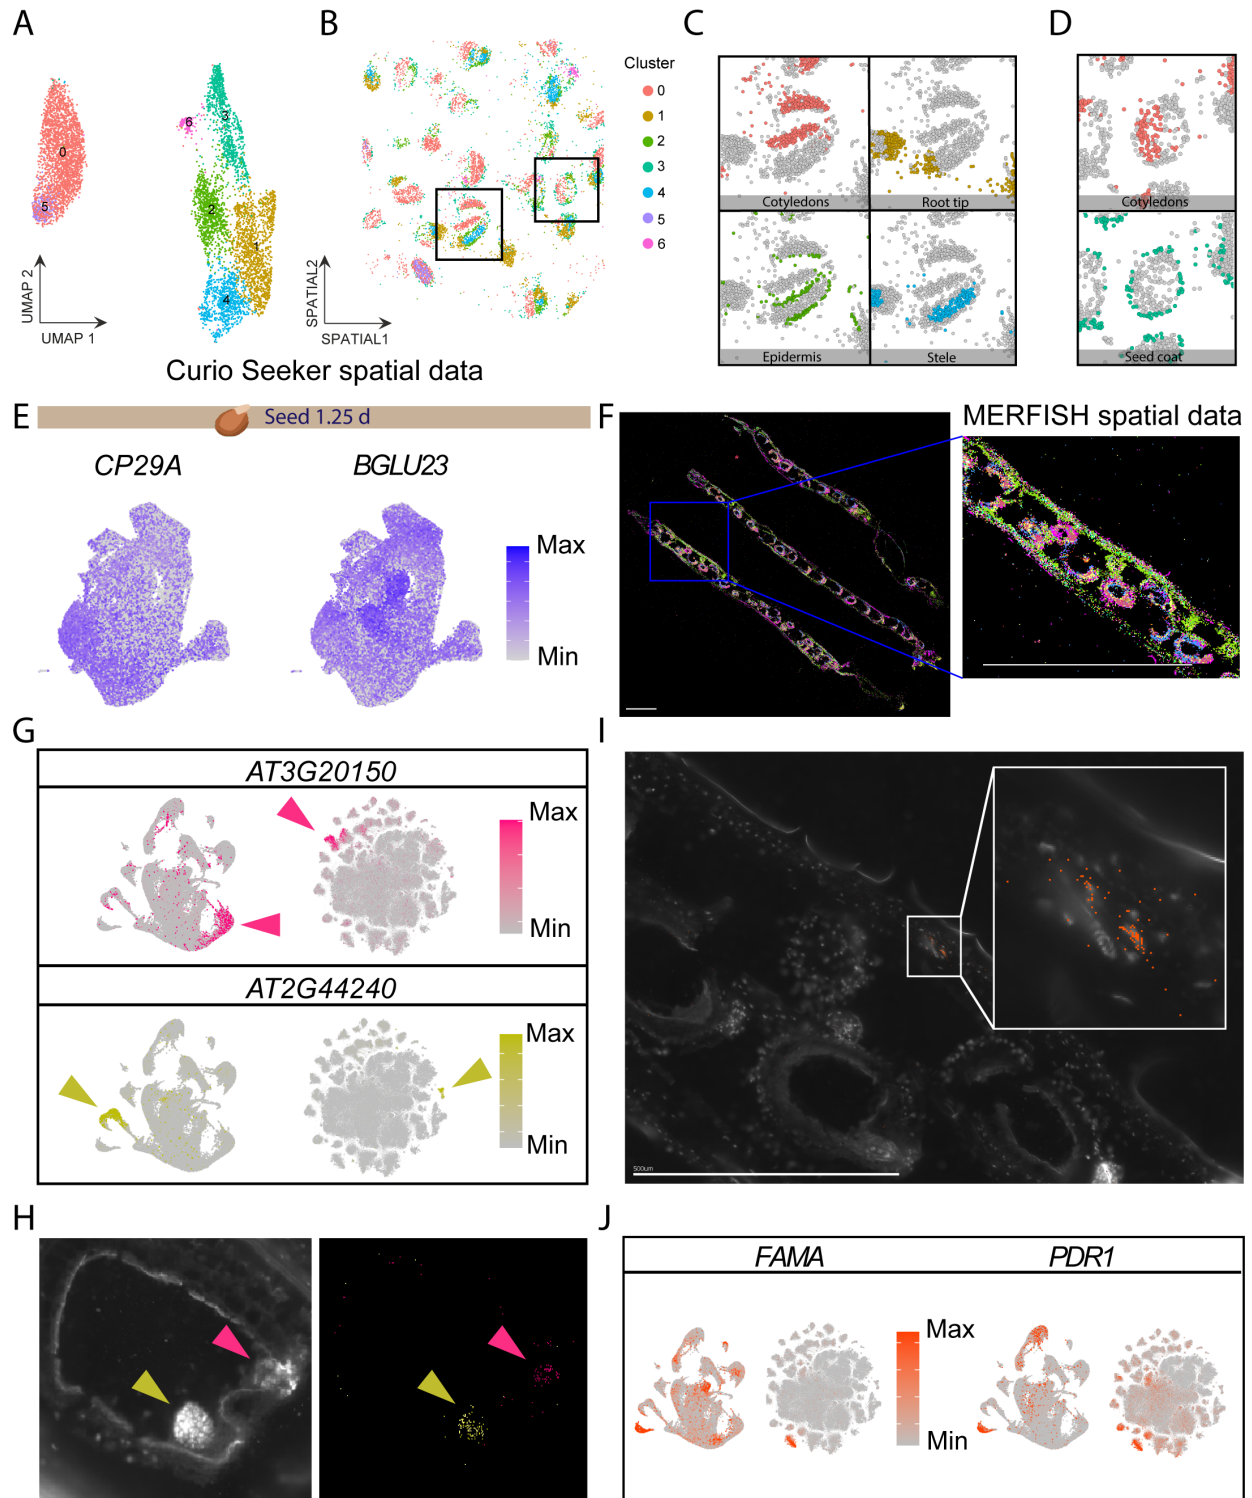 A
B
C
D
Cluster
0
1
2
3
4
5
6
0
5
3
6
2
1
4
UMAP 2
UMAP 1
SPATIAL2
SPATIAL1
Cotyledons
Root tip
Epidermis
Stele
Cotyledons
Seed coat
Curio Seeker spatial data
E
Seed 1.25 d
CP29A
BGLU23
Max
Min
F
MERFISH spatial data
G
AT3G20150
Max
Min
AT2G44240
Max
Min
I
500um
H
J
FAMA
PDR1
Max
Min